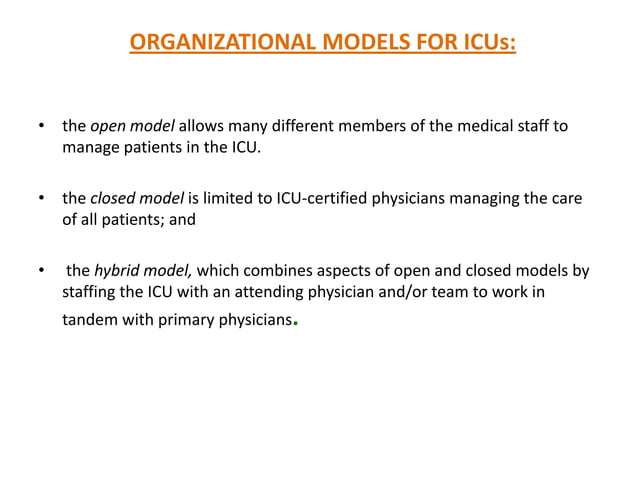 ORGANIZATIONAL MODELS FOR ICUs:
• the open model allows many different members of the medical staff to
manage patients in the ICU.
• the closed model is limited to ICU-certified physicians managing the care
of all patients; and
• the hybrid model, which combines aspects of open and closed models by
staffing the ICU with an attending physician and/or team to work in
tandem with primary physicians.